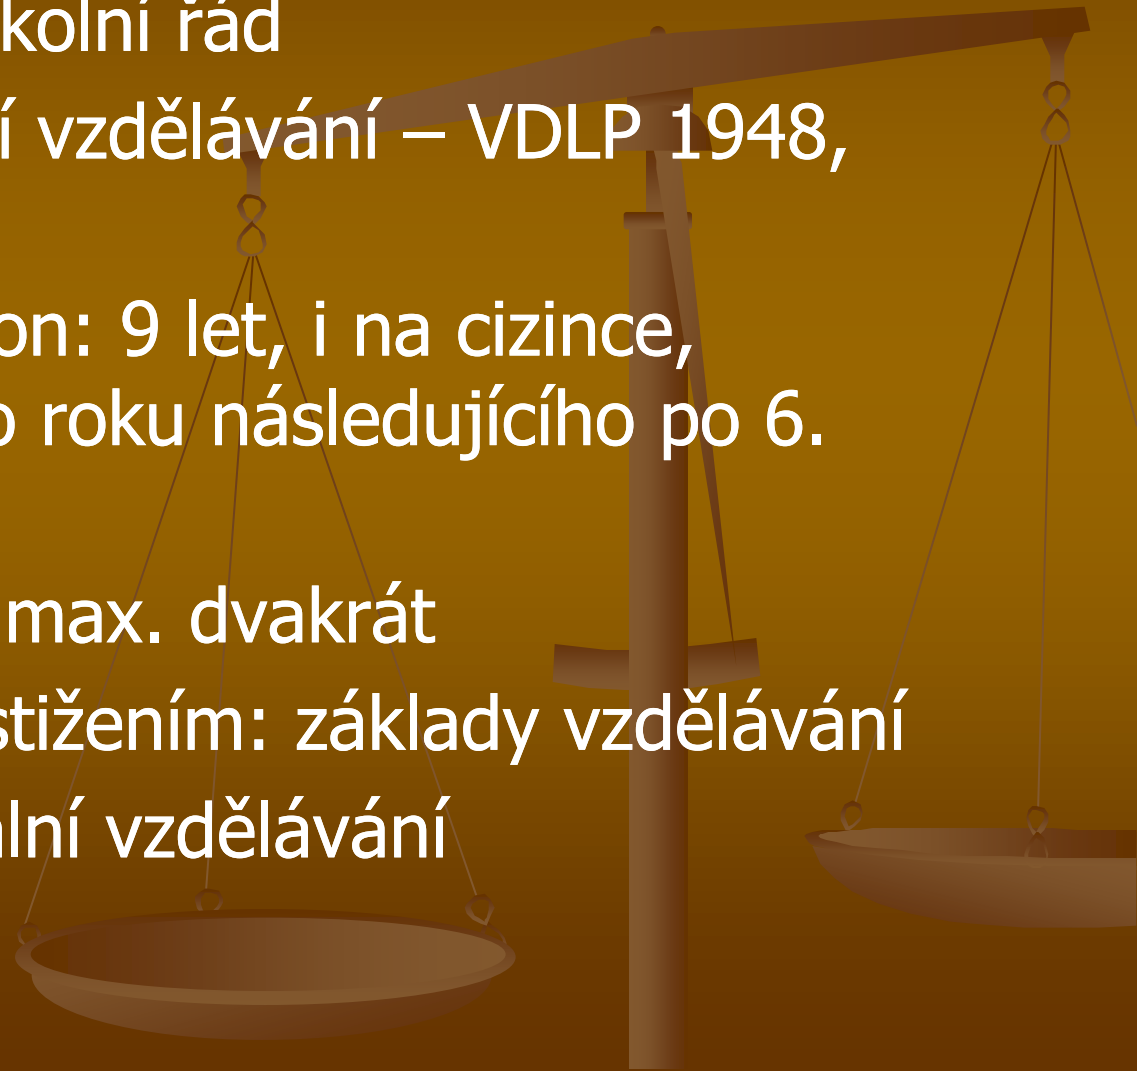 kolní řád
í vzdělávání – VDLP 1948,
on: 9 let, i na cizince,
o roku následujícího po 6.
max. dvakrát
stižením: základy vzdělávání
lní vzdělávání